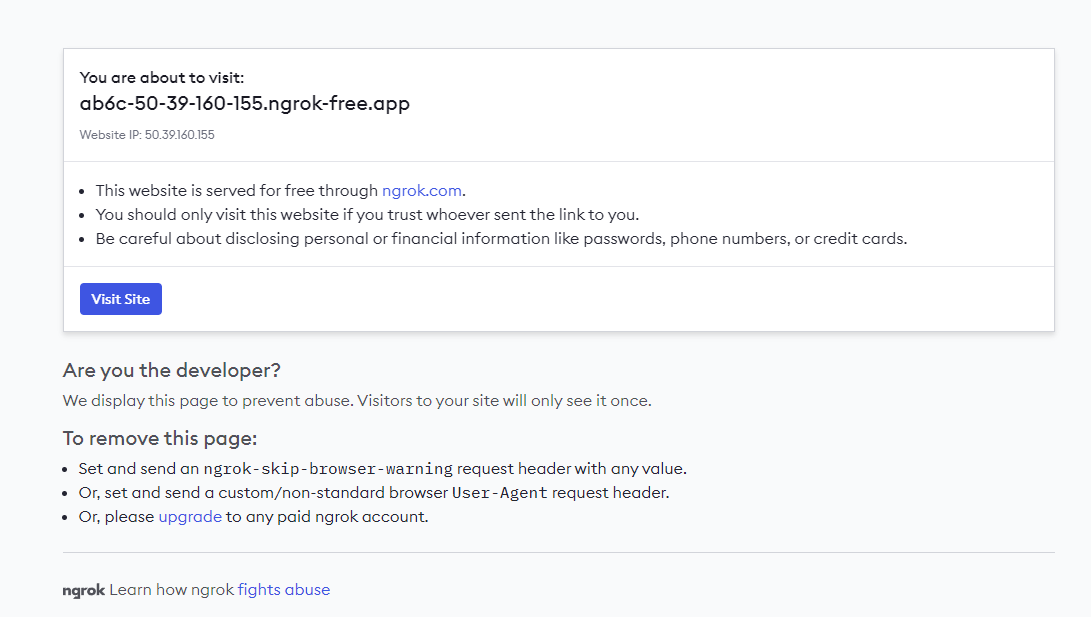 You are about to visit:
ab6c-50-39-160-155.ngrok-free.app
Website IP: 50.39.160.155
• This website is served for free through ngrok.com.
• You should only visit this website if you trust whoever sent the link to you.
• Be careful about disclosing personal or financial information like passwords, phone numbers, or credit cards.
Visit Site
Are you the developer?
We display this page to prevent abuse. Visitors to your site will only see it once.
To remove this page:
• Set and send an ngrok-skip-browser-warning request header with any value.
• Or, set and send a custom/non-standard browser User-Agent request header.
• Or, please upgrade to any paid ngrok account.
ngrok Learn how ngrok fights abuse